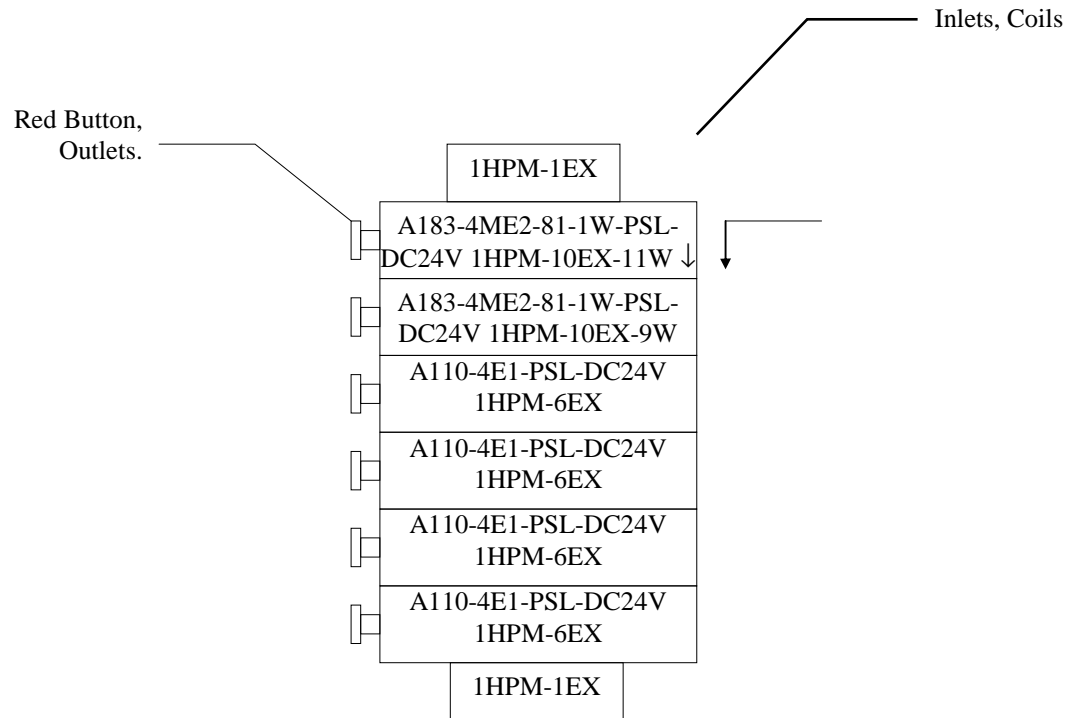 Inlets, Coils
Red Button,
Outlets.
1HPM-1EX
A183-4ME2-81-1W-PSL-
DC24V 1HPM-10EX-11W ↓
A183-4ME2-81-1W-PSL-
DC24V 1HPM-10EX-9W
A110-4E1-PSL-DC24V
1HPM-6EX
A110-4E1-PSL-DC24V
1HPM-6EX
A110-4E1-PSL-DC24V
1HPM-6EX
A110-4E1-PSL-DC24V
1HPM-6EX
1HPM-1EX